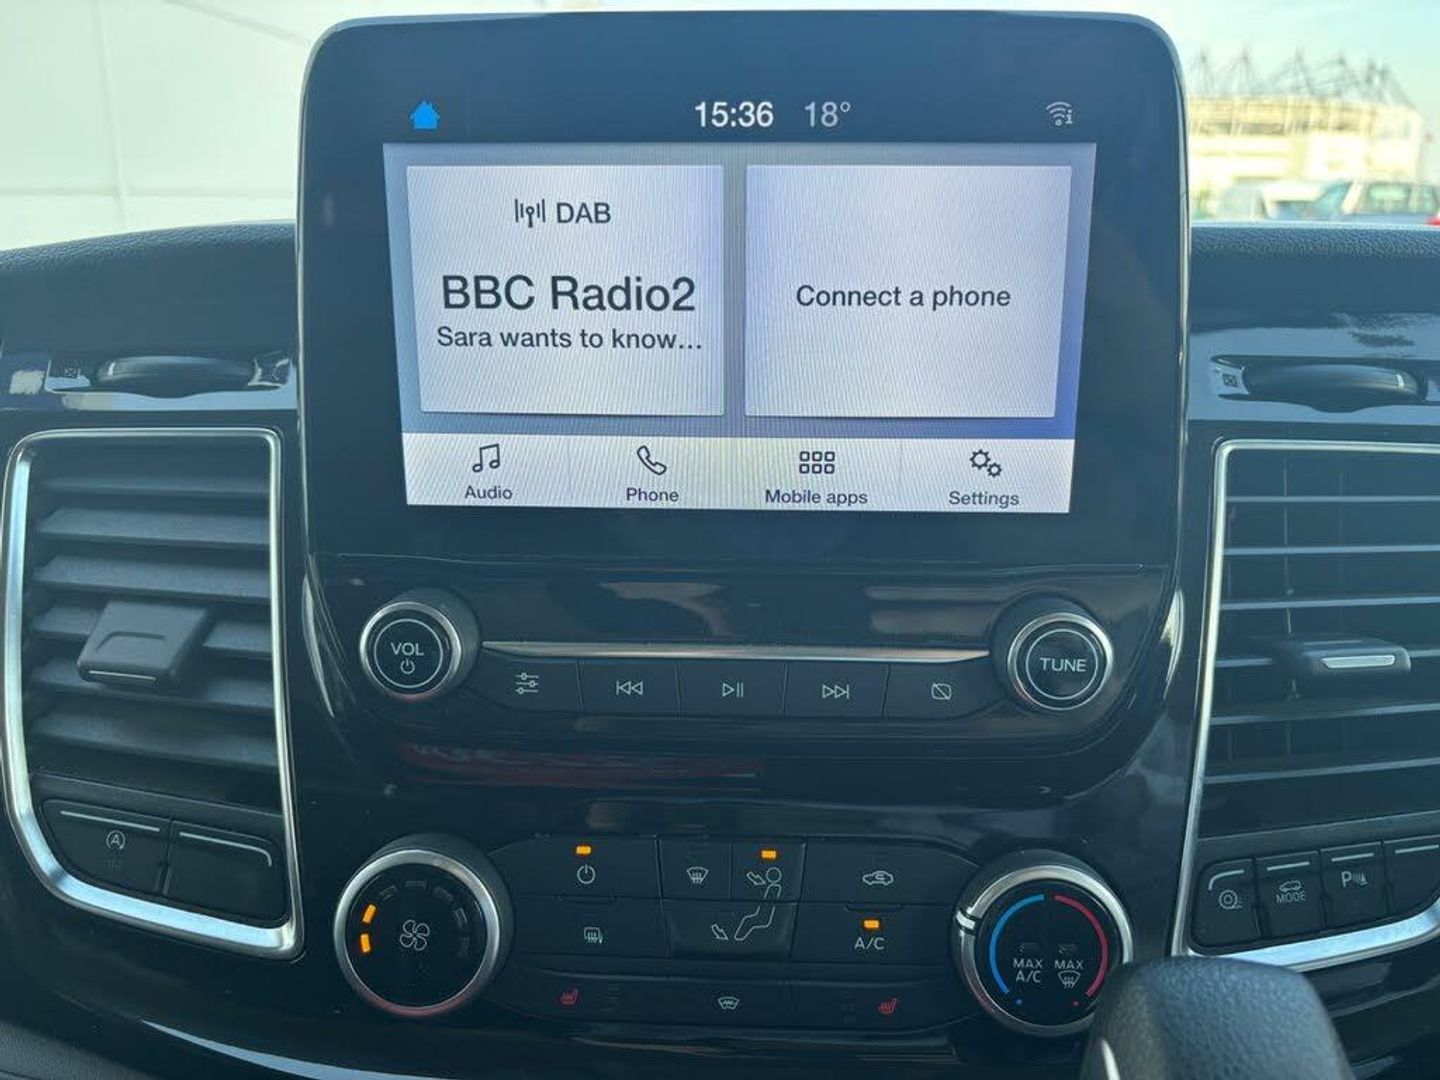 15:36 18°
DAB
BBC Radio2
Sara wants to know...
Connect a phone
Audio
Phone
Mobile apps
Settings
VOL
TUNE
A
A/C
MAX
A/C
MAX
MODE
P